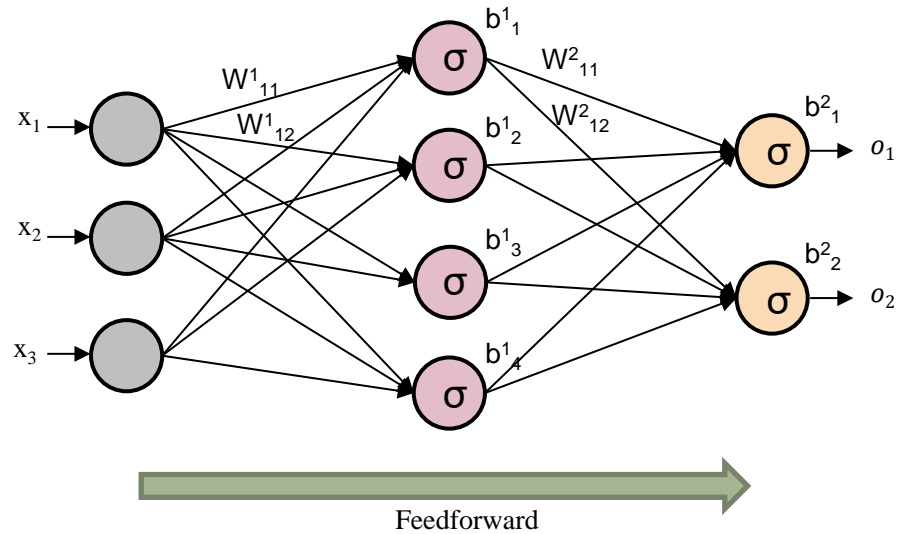 b¹₁
σ
W¹₁₁
W²₁₁
x₁
W¹₁₂
W²₁₂
b²₁
b¹₂
σ
σ
o₁
x₂
b¹₃
σ
b²₂
σ
o₂
x₃
b¹₄
σ
Feedforward